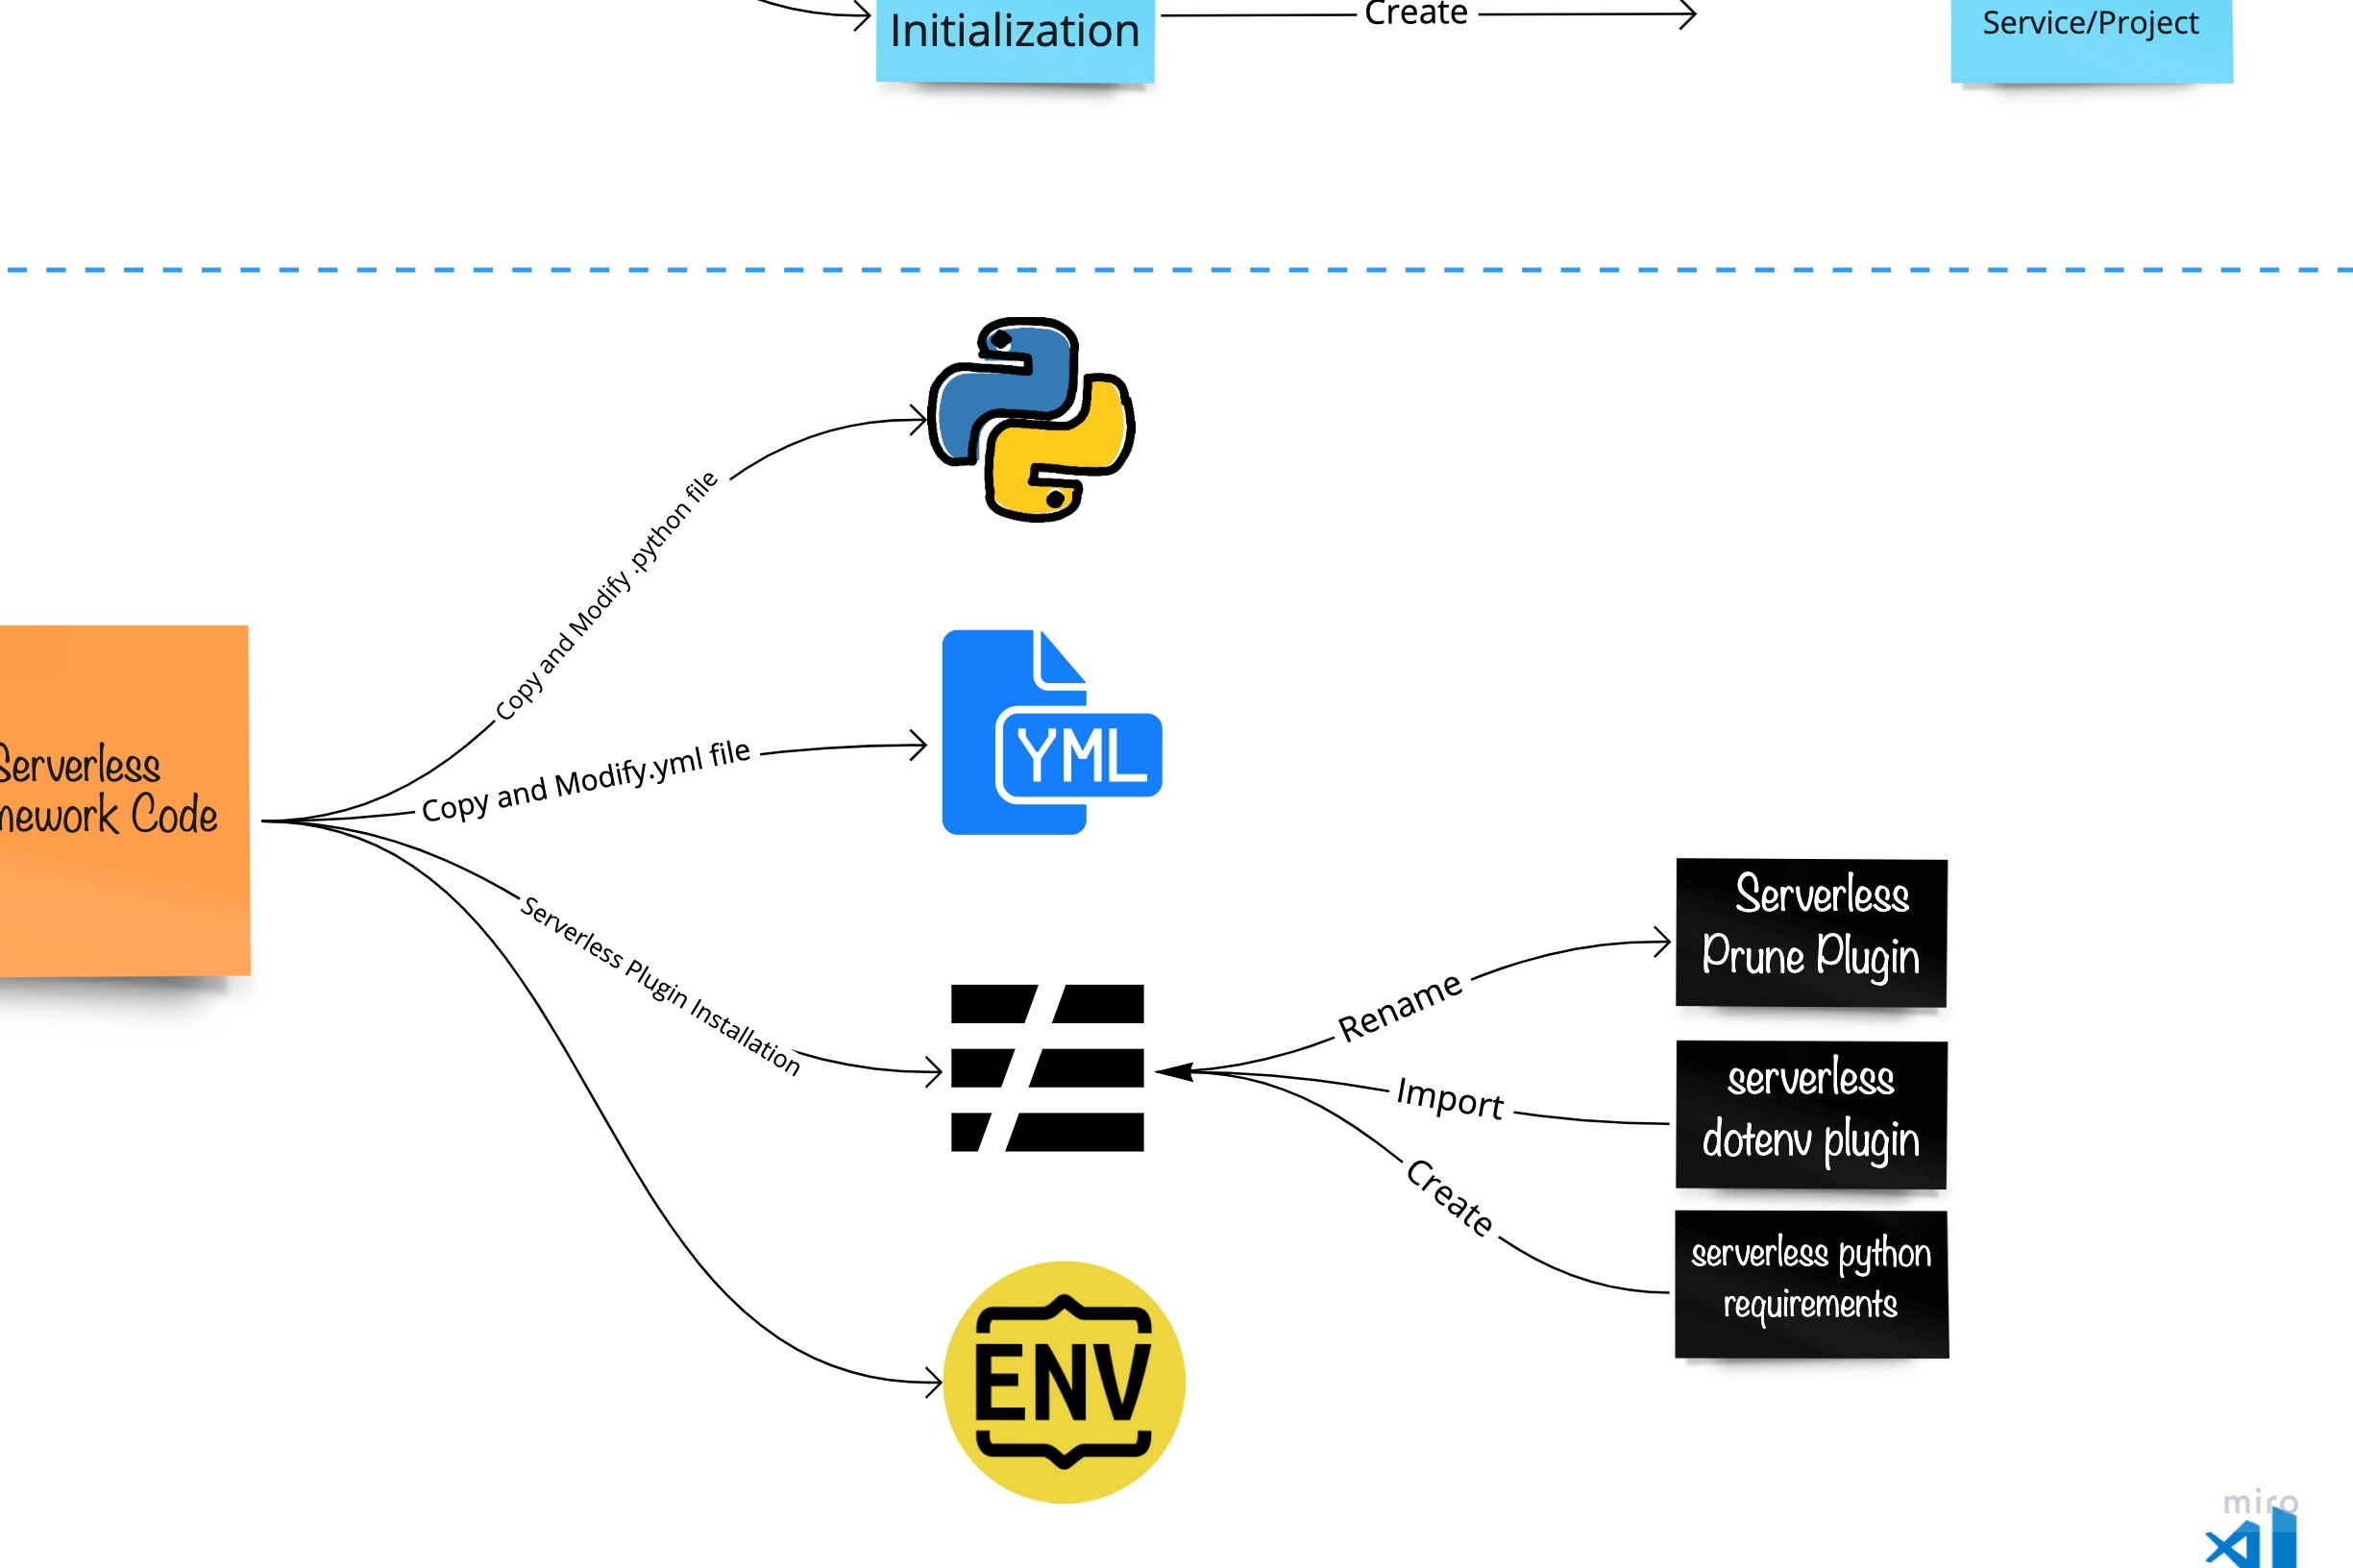 Initialization
Create
Service/Project
Copy and Modify .python file
Serverless
mework Code
Copy and Modify.yml file
YML
Serverless Plugin Installation
Serverless
Prune Plugin
Rename
Import
serverless
dotenv plugin
Create
serverless python
requirements
ENV
miro